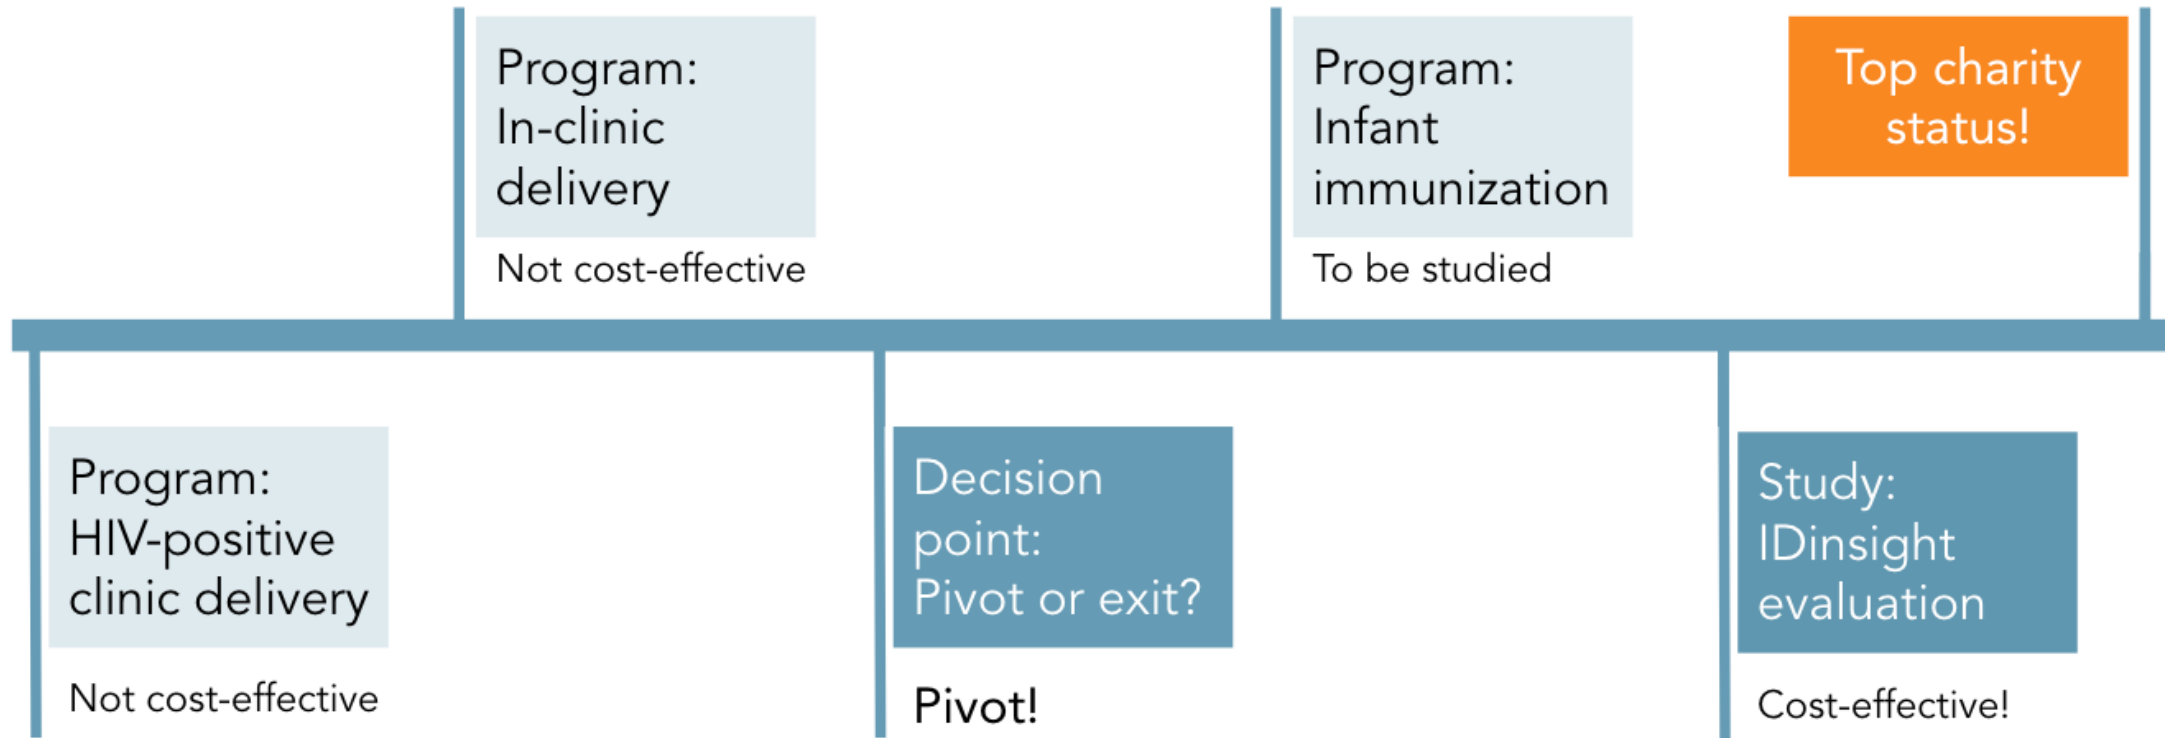 Program:
HIV-positive
clinic delivery
Not cost-effective
Program:
In-clinic
delivery
Not cost-effective
Decision
point:
Pivot or exit?
Pivot!
Program:
Infant
immunization
To be studied
Study:
IDinsight
evaluation
Cost-effective!
Top charity
status!